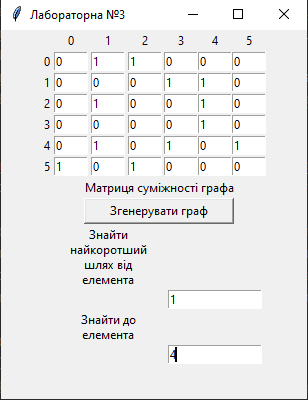 Лабораторна №3
0 1 2 3 4 5
0 0 1 1 0 0 0
1 0 0 0 1 1 0
2 0 1 0 0 1 0
3 0 0 0 0 1 0
4 0 1 0 1 0 1
5 1 0 1 0 0 0
Матриця суміжності графа
Згенерувати граф
Знайти
найкоротший
шлях від
елемента
1
Знайти до
елемента
4